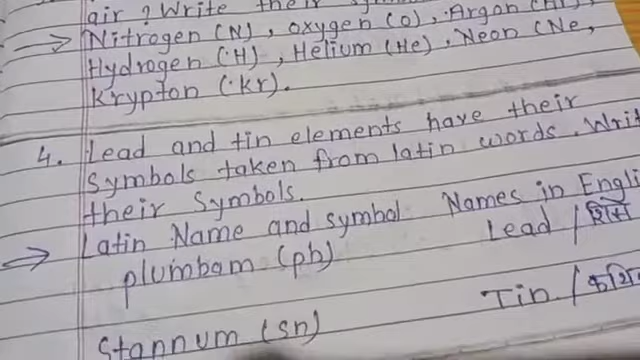 air ? Write their
Nitrogen (N), oxygen (O), Argon
Hydrogen (H), Helium (He), Neon (Ne,
Krypton (Kr).
4. Lead and tin elements have their
symbols taken from latin words. Writ
their symbols.
Latin Name and symbol Names in Engli
plumbam (pb) Lead / शिसे
Stannum (sn) Tin / कथि